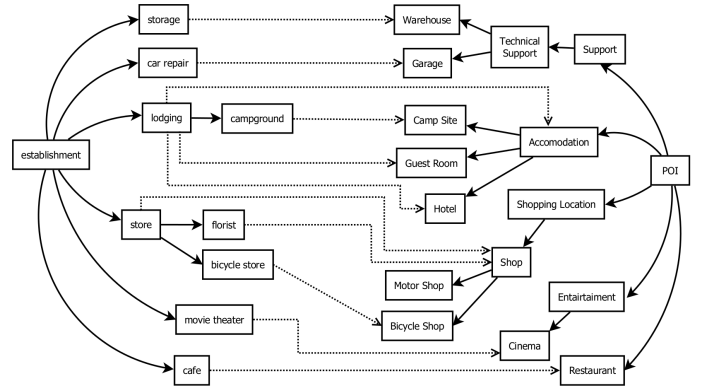 storage
Warehouse
Technical
Support
Support
car repair
Garage
lodging
campground
Camp Site
Accomodation
establishment
Guest Room
POI
Hotel
Shopping Location
store
florist
bicycle store
Shop
Motor Shop
Entairtaiment
movie theater
Bicycle Shop
Cinema
cafe
Restaurant